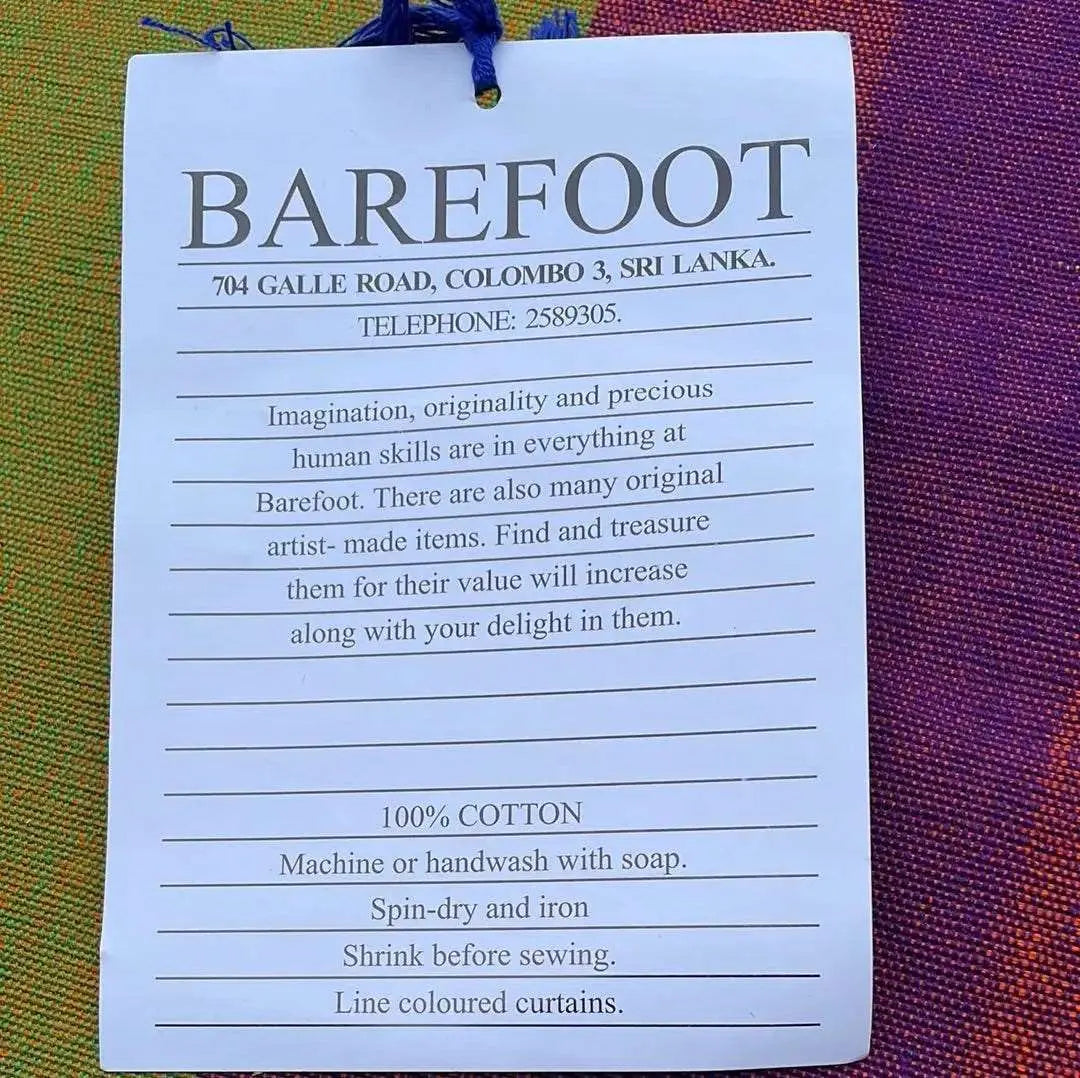 BAREFOOT
704 GALLE ROAD, COLOMBO 3, SRI LANKA.
TELEPHONE: 2589305.
Imagination, originality and precious
human skills are in everything at
Barefoot. There are also many original
artist- made items. Find and treasure
them for their value will increase
along with your delight in them.
100% COTTON
Machine or handwash with soap.
Spin-dry and iron
Shrink before sewing.
Line coloured curtains.